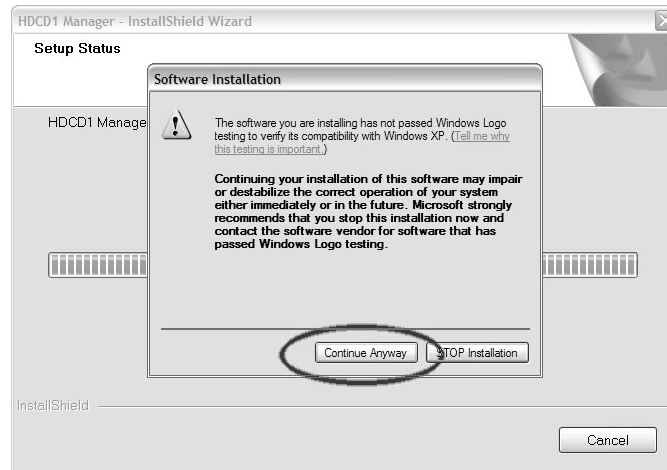 HDCD1 Manager - InstallShield Wizard
Setup Status
Software Installation
HDCD1 Manage
The software you are installing has not passed Windows Logo
testing to verify its compatibility with Windows XP. (Tell me why
this testing is important.)
Continuing your installation of this software may impair
or destabilize the correct operation of your system
either immediately or in the future. Microsoft strongly
recommends that you stop this installation now and
contact the software vendor for software that has
passed Windows Logo testing.
Continue Anyway
STOP Installation
InstallShield
Cancel